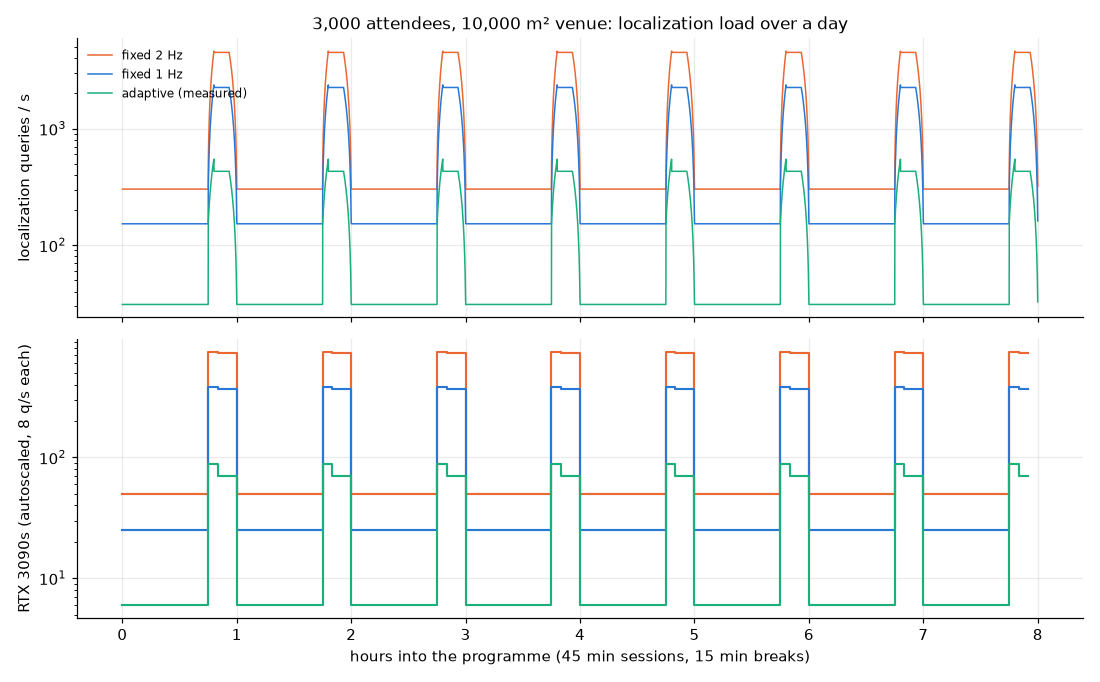 3,000 attendees, 10,000 m² venue: localization load over a day
fixed 2 Hz
fixed 1 Hz
adaptive (measured)
localization queries / s
10³
10²
RTX 3090s (autoscaled, 8 q/s each)
10²
10¹
0 1 2 3 4 5 6 7 8
hours into the programme (45 min sessions, 15 min breaks)